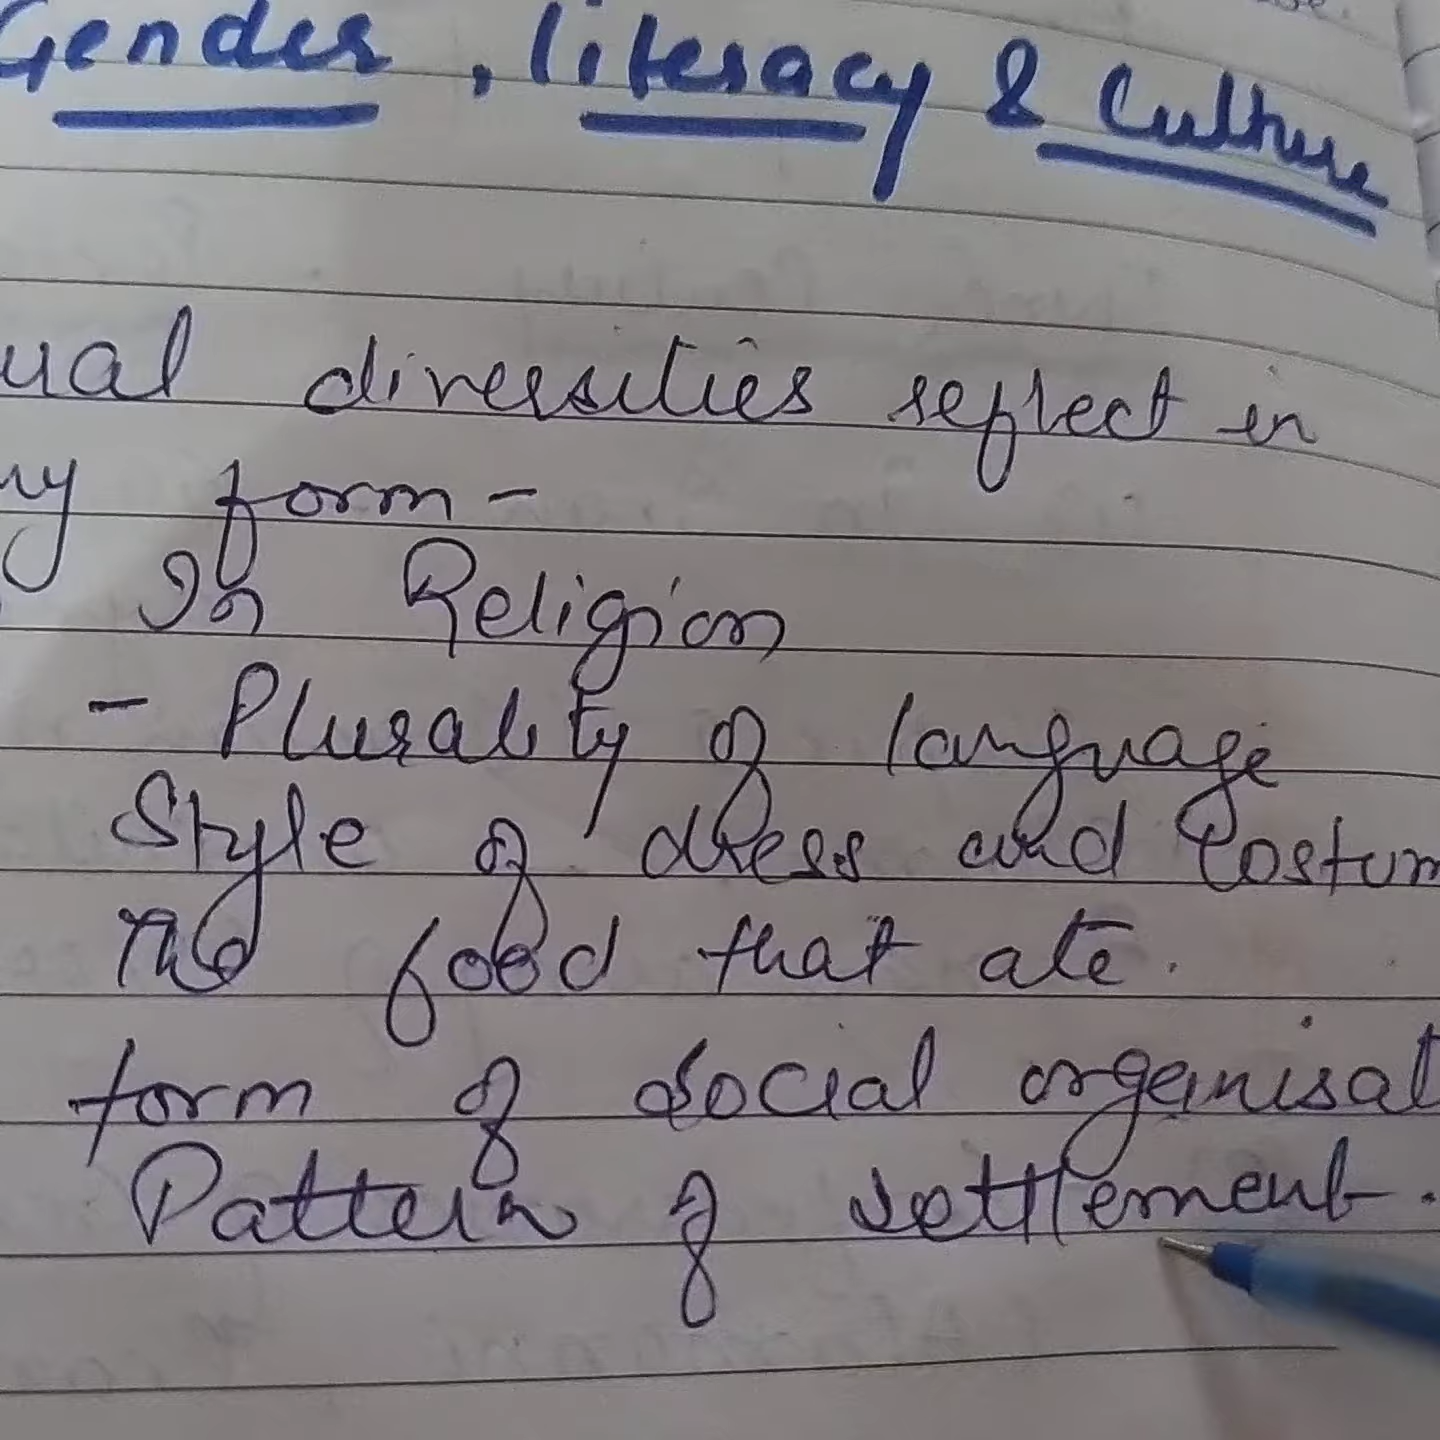 Gender, literacy & Culture
ual diversities reflect in
ny form -
In Religion
- Plurality of language
Style of dress and Costum
The food that ate.
form of social organisat
Pattern of settlement.